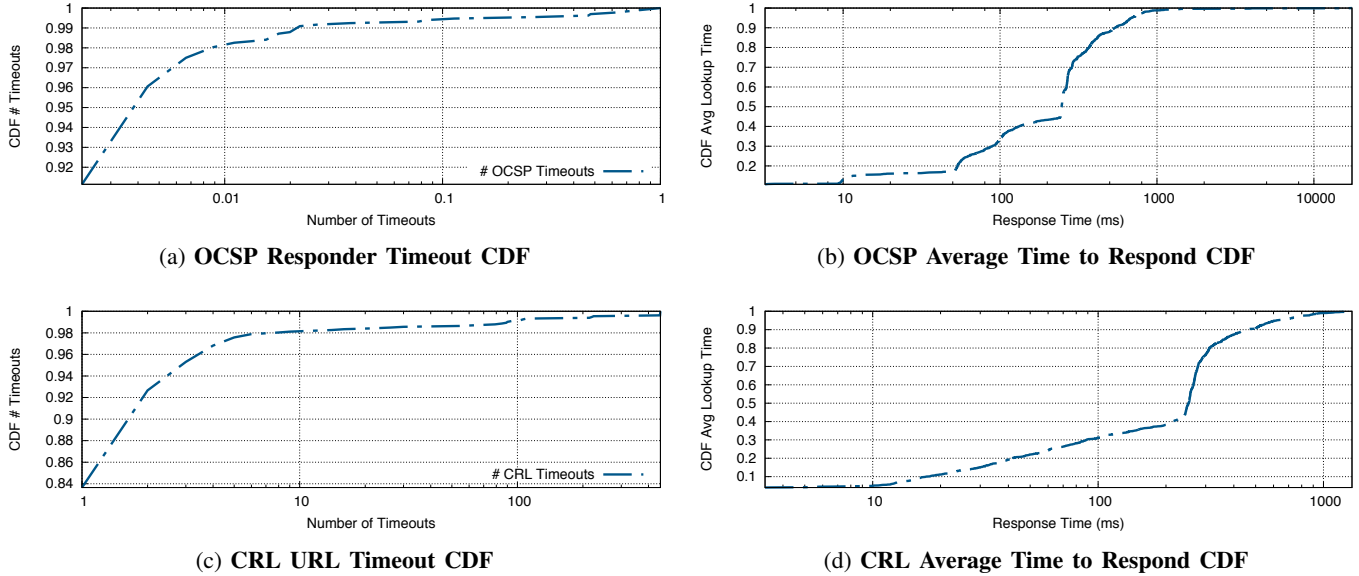 1
0.99
0.98
0.97
0.96
0.95
0.94
0.93
0.92
CDF # Timeouts
# OCSP Timeouts
0.01 0.1 1
Number of Timeouts
(a) OCSP Responder Timeout CDF
1
0.9
0.8
0.7
0.6
0.5
0.4
0.3
0.2
CDF Avg Lookup Time
10 100 1000 10000
Response Time (ms)
(b) OCSP Average Time to Respond CDF
1
0.98
0.96
0.94
0.92
0.9
0.88
0.86
0.84
CDF # Timeouts
# CRL Timeouts
1 10 100
Number of Timeouts
(c) CRL URL Timeout CDF
1
0.9
0.8
0.7
0.6
0.5
0.4
0.3
0.2
0.1
CDF Avg Lookup Time
10 100 1000
Response Time (ms)
(d) CRL Average Time to Respond CDF